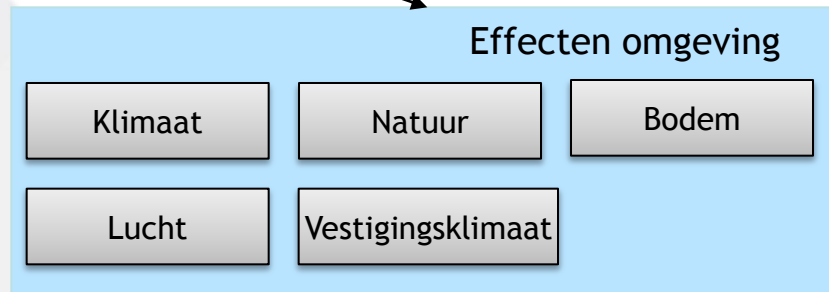 Effecten omgeving
Klimaat
Natuur
Bodem
Lucht
Vestigingsklimaat